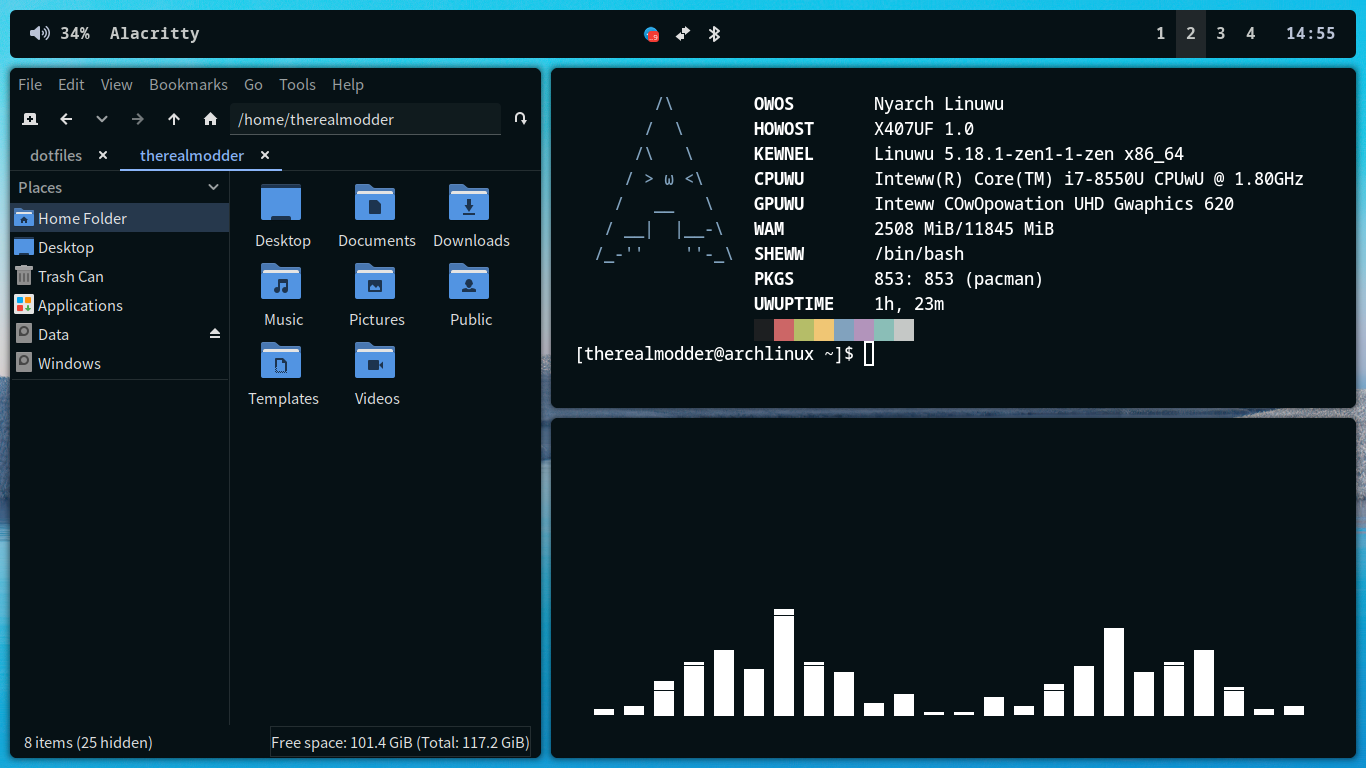 34% Alacritty
1 2 3 4 14:55
File Edit View Bookmarks Go Tools Help
/home/therealmodder
dotfiles therealmodder
Places
Home Folder
Desktop
Trash Can
Applications
Data
Windows
Desktop Documents Downloads
Music Pictures Public
Templates Videos
8 items (25 hidden) Free space: 101.4 GiB (Total: 117.2 GiB)
/\ OWOS Nyarch Linuwu
/ \ HOWOST X407UF 1.0
/\ \ KEWNEL Linuwu 5.18.1-zen1-1-zen x86_64
/ > ω <\ CPUWU Inteww(R) Core(TM) i7-8550U CPUwU @ 1.80GHz
/ __ \ GPUWU Inteww COwOpowation UHD Gwaphics 620
/ __| |__-\ WAM 2508 MiB/11845 MiB
/_-'' ''-_\ SHEWW /bin/bash
PKGS 853: 853 (pacman)
UWUPTIME 1h, 23m
[therealmodder@archlinux ~]$